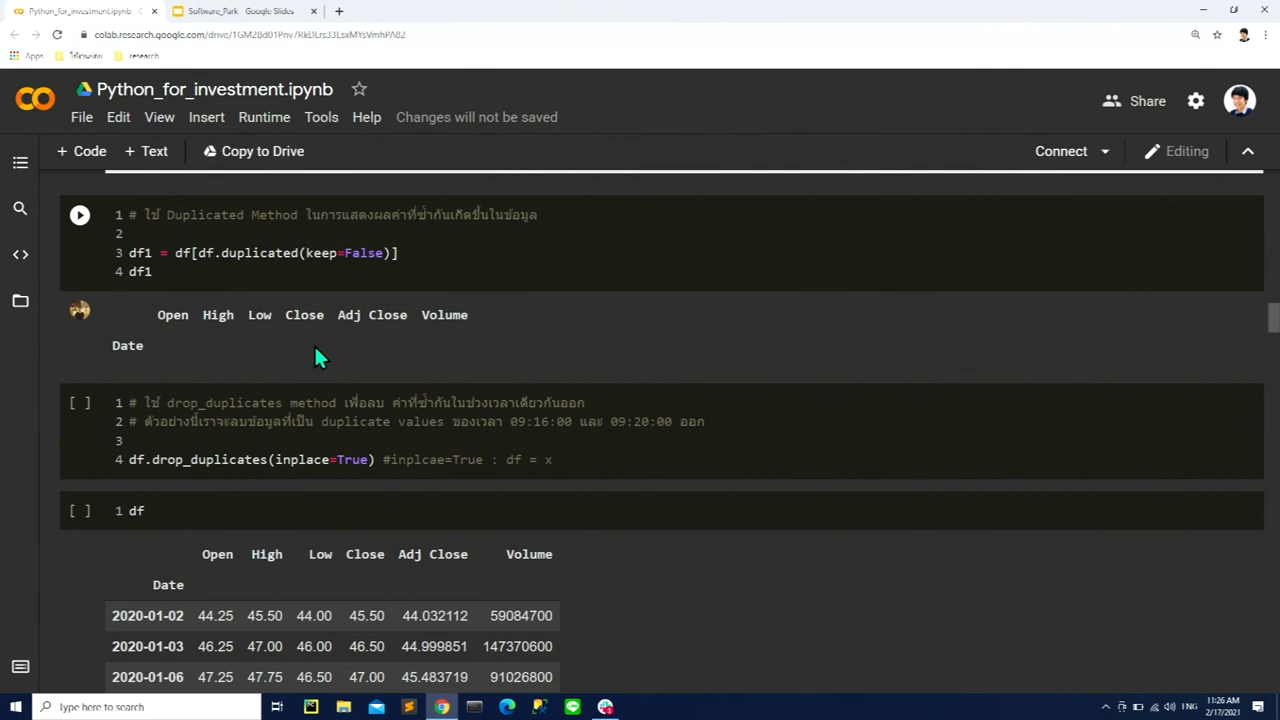 Python_for_investment.ipynb
Software_Park - Google Slides
Apps
research
Python_for_investment.ipynb
File Edit View Insert Runtime Tools Help Changes will not be saved
Share
+ Code + Text Copy to Drive
Connect Editing
1 # ใช้ Duplicated Method ในการแสดงผลค่าที่ซ้ำกันเกิดขึ้นในข้อมูล
2
3 df1 = df[df.duplicated(keep=False)]
4 df1
Open High Low Close Adj Close Volume
Date
[ ] 1 # ใช้ drop_duplicates method เพื่อลบ ค่าที่ซ้ำกันในช่วงเวลาเดียวกันออก
2 # ตัวอย่างนี้เราจะลบข้อมูลที่เป็น duplicate values ของเวลา 09:16:00 และ 09:20:00 ออก
3
4 df.drop_duplicates(inplace=True) #inplcae=True : df = x
[ ] 1 df
Open High Low Close Adj Close Volume
Date
2020-01-02 44.25 45.50 44.00 45.50 44.032112 59084700
2020-01-03 46.25 47.00 46.00 46.50 44.999851 147370600
2020-01-06 47.25 47.75 46.50 47.00 45.483719 91026800
Type here to search
ENG
11:26 AM
2/17/2021